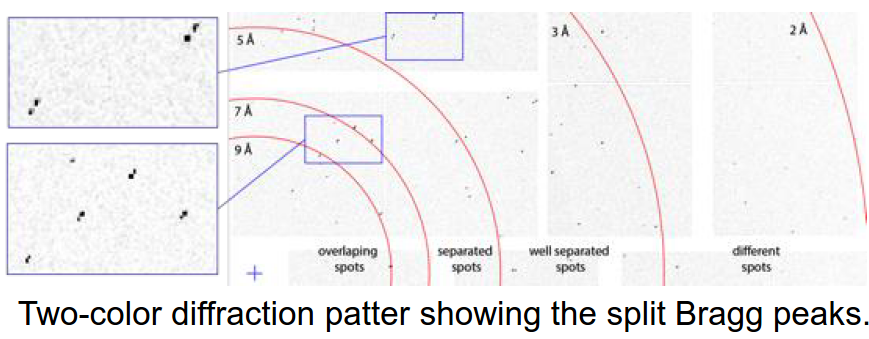 5 Å
3 Å
2 Å
7 Å
9 Å
overlaping
spots
separated
spots
well separated
spots
different
spots
Two-color diffraction patter showing the split Bragg peaks.